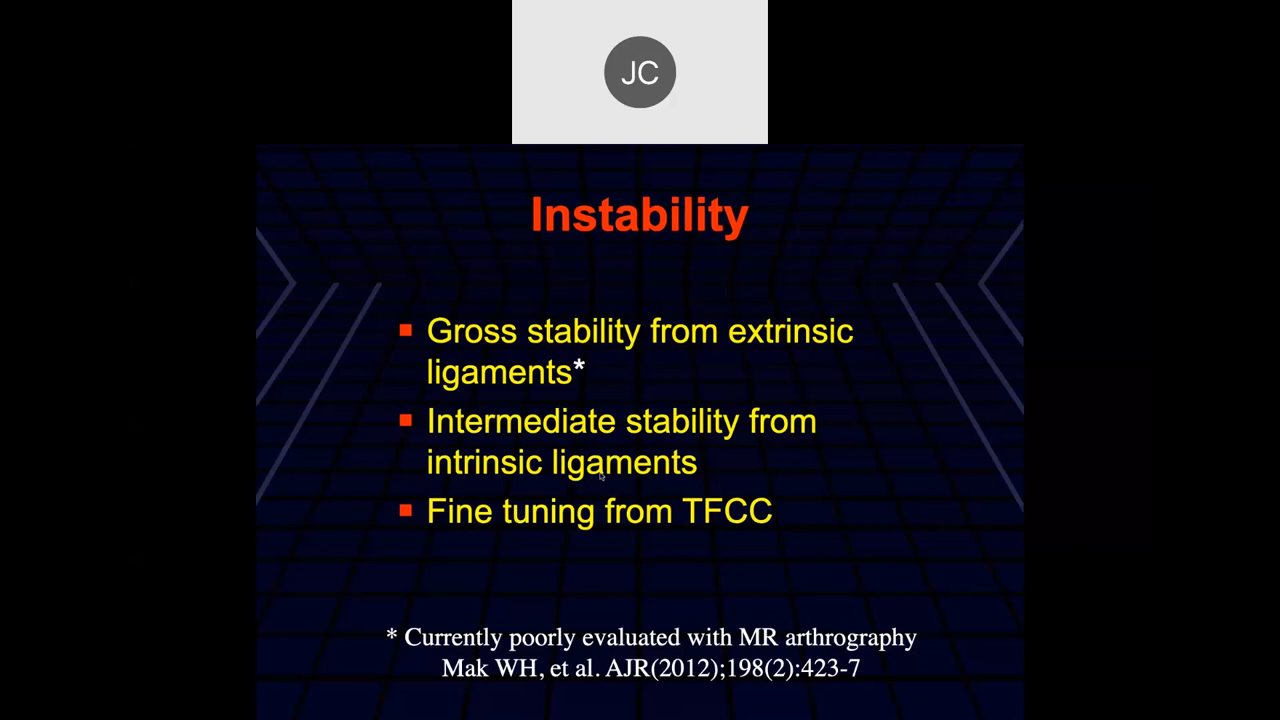 JC
Instability
Gross stability from extrinsic
ligaments*
Intermediate stability from
intrinsic ligaments
Fine tuning from TFCC
* Currently poorly evaluated with MR arthrography
Mak WH, et al. AJR(2012);198(2):423-7